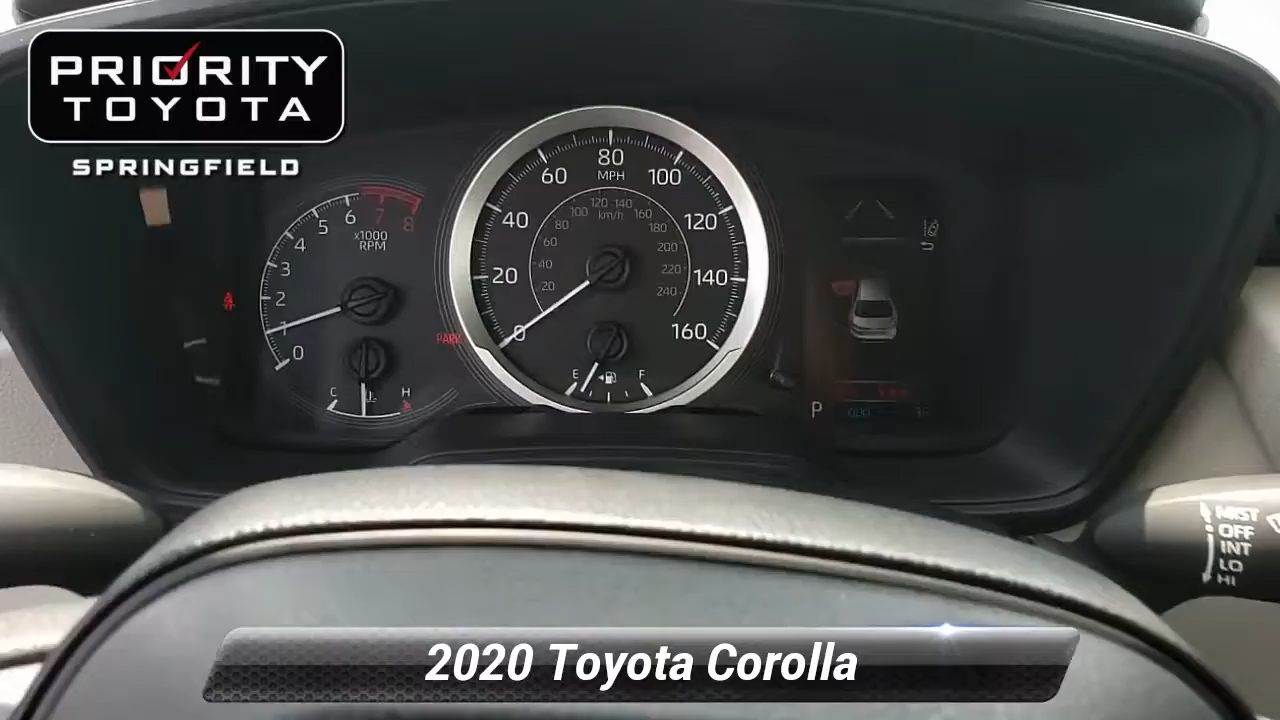 PRIORITY
TOYOTA
SPRINGFIELD
0
1
2
3
4
5
6
7
8
x1000
RPM
C
H
PARK
0
20
40
60
80
100
120
140
160
MPH
20
40
60
80
100
120
140
160
180
200
220
240
km/h
E
F
P
MIST
OFF
INT
LO
HI
2020 Toyota Corolla